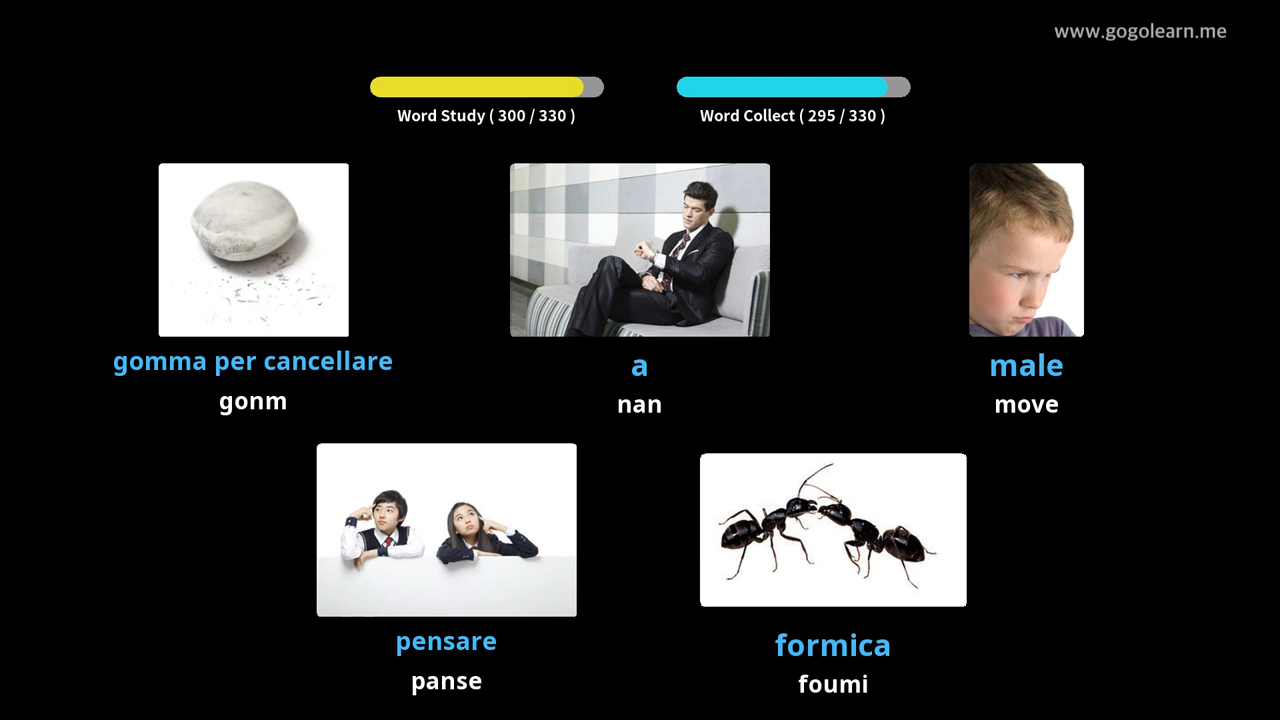 www.gogolearn.me
Word Study ( 300 / 330 )
Word Collect ( 295 / 330 )
gomma per cancellare
gonm
a
nan
male
move
pensare
panse
formica
foumi